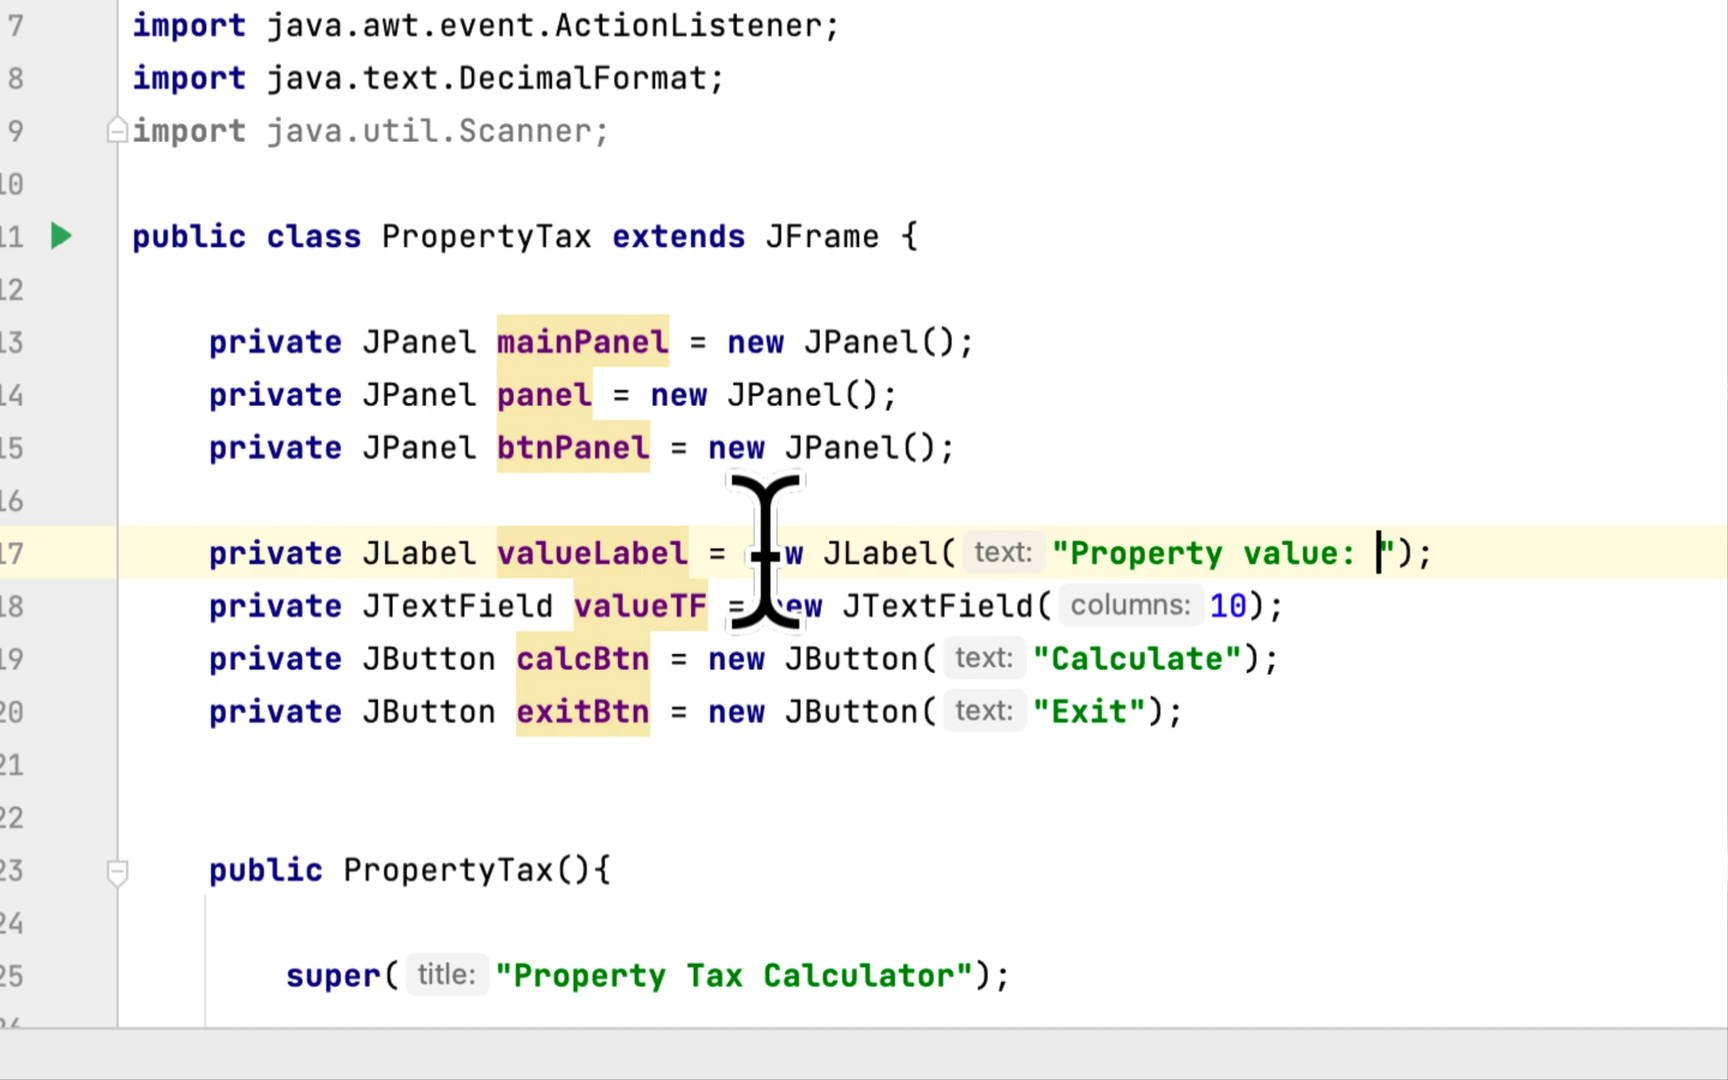 7 import java.awt.event.ActionListener;
8 import java.text.DecimalFormat;
9 import java.util.Scanner;
10
11 public class PropertyTax extends JFrame {
12
13 private JPanel mainPanel = new JPanel();
14 private JPanel panel = new JPanel();
15 private JPanel btnPanel = new JPanel();
16
17 private JLabel valueLabel = new JLabel( text: "Property value: ");
18 private JTextField valueTF = new JTextField( columns: 10);
19 private JButton calcBtn = new JButton( text: "Calculate");
20 private JButton exitBtn = new JButton( text: "Exit");
21
22
23 public PropertyTax(){
24
25 super( title: "Property Tax Calculator");
26